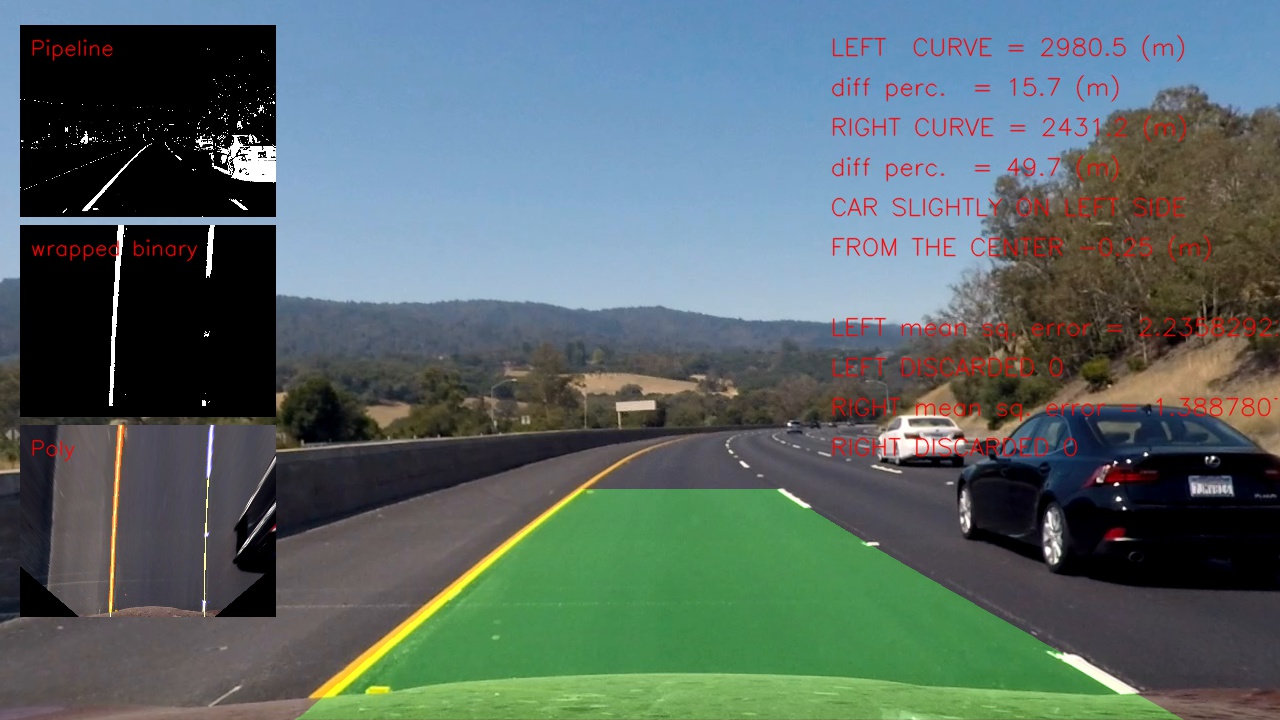 Pipeline
wrapped binary
Poly
LEFT CURVE = 2980.5 (m)
diff perc. = 15.7 (m)
RIGHT CURVE = 2431.2 (m)
diff perc. = 49.7 (m)
CAR SLIGHTLY ON LEFT SIDE
FROM THE CENTER -0.25 (m)
LEFT mean sq. error = 2.2358292
LEFT DISCARDED 0
RIGHT mean sq. error = 1.388780
RIGHT DISCARDED 0